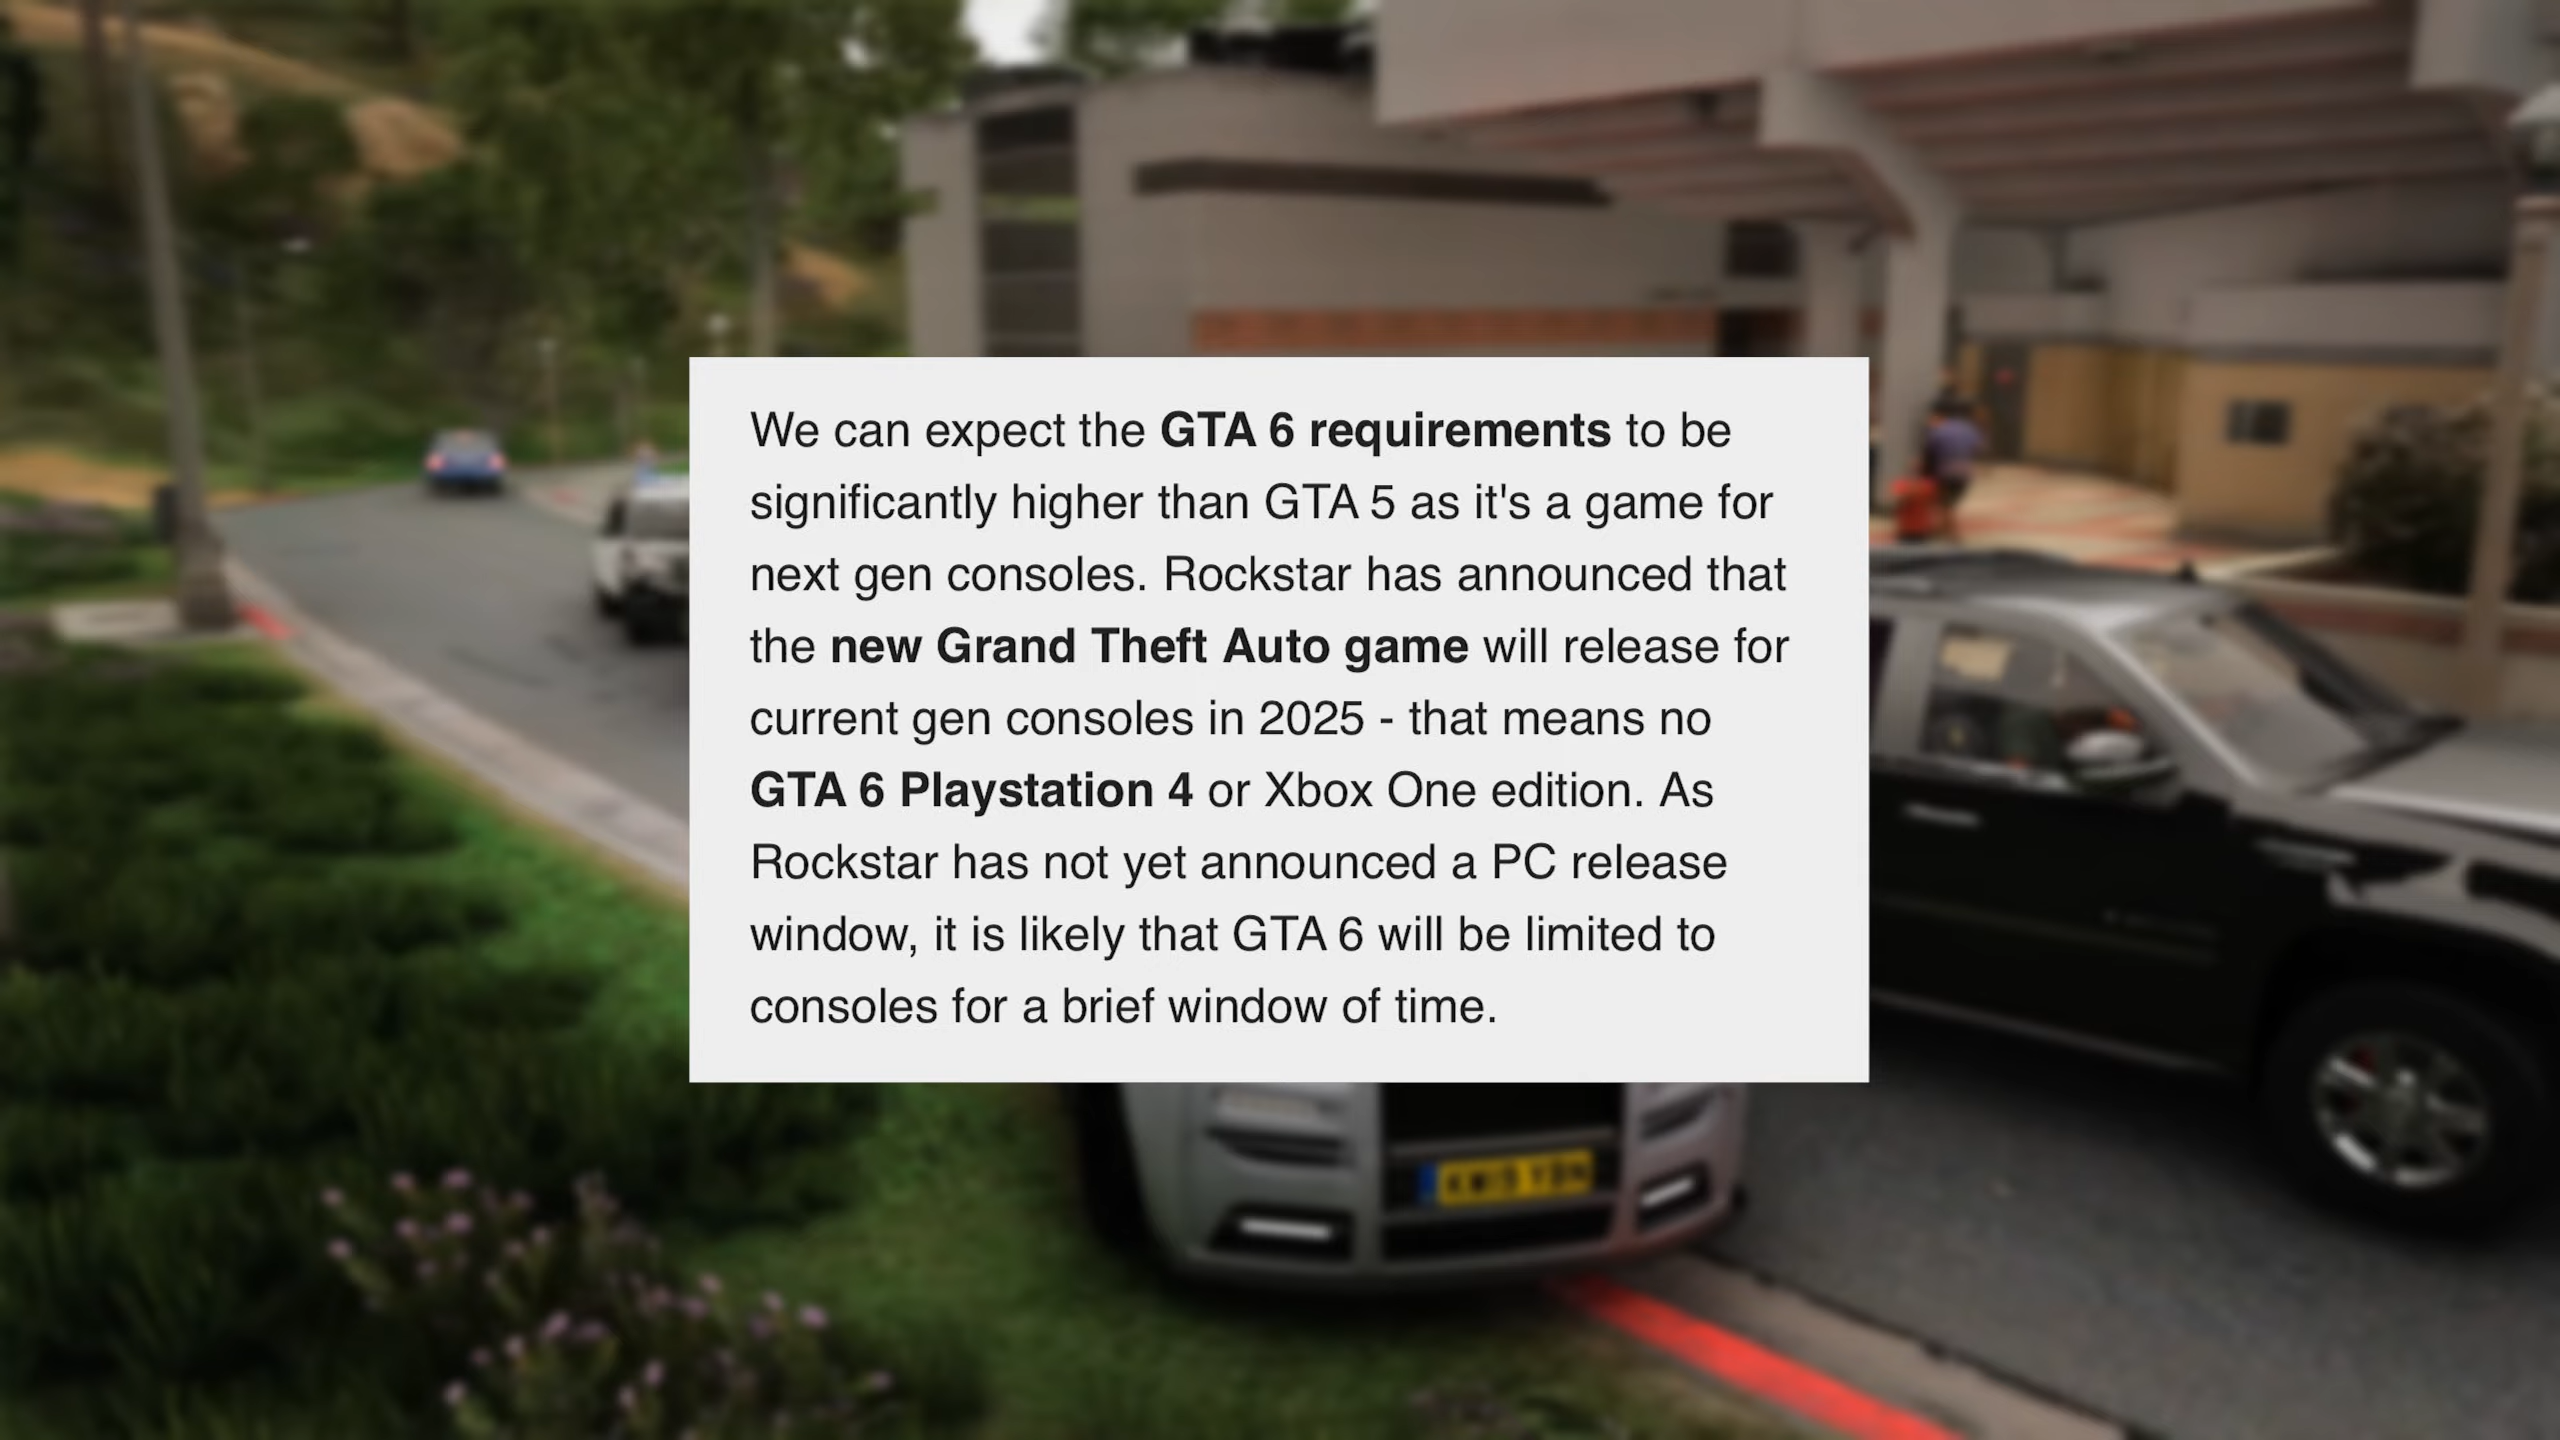 We can expect the GTA 6 requirements to be
significantly higher than GTA 5 as it's a game for
next gen consoles. Rockstar has announced that
the new Grand Theft Auto game will release for
current gen consoles in 2025 - that means no
GTA 6 Playstation 4 or Xbox One edition. As
Rockstar has not yet announced a PC release
window, it is likely that GTA 6 will be limited to
consoles for a brief window of time.